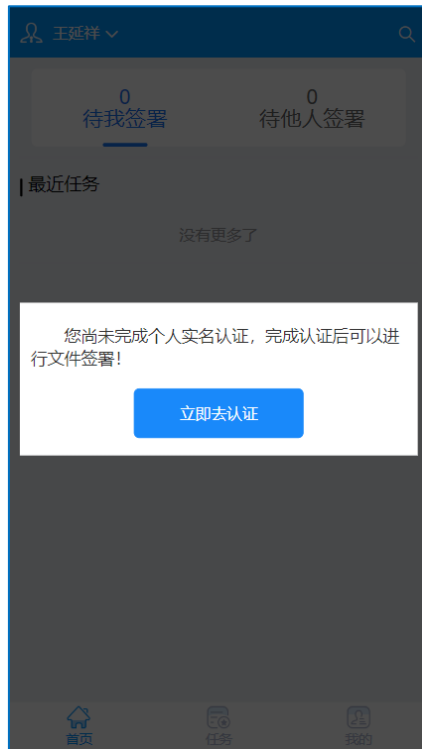 王延祥
0
待我签署
0
待他人签署
最近任务
没有更多了
您尚未完成个人实名认证，完成认证后可以进
行文件签署！
立即去认证
首页
任务
我的